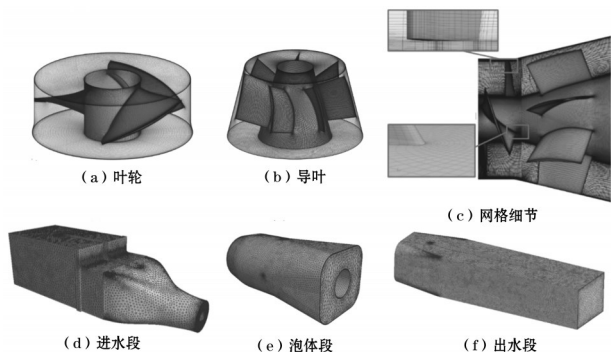 (a) 叶轮
(b) 导叶
(c) 网格细节
(d) 进水段
(e) 泡体段
(f) 出水段